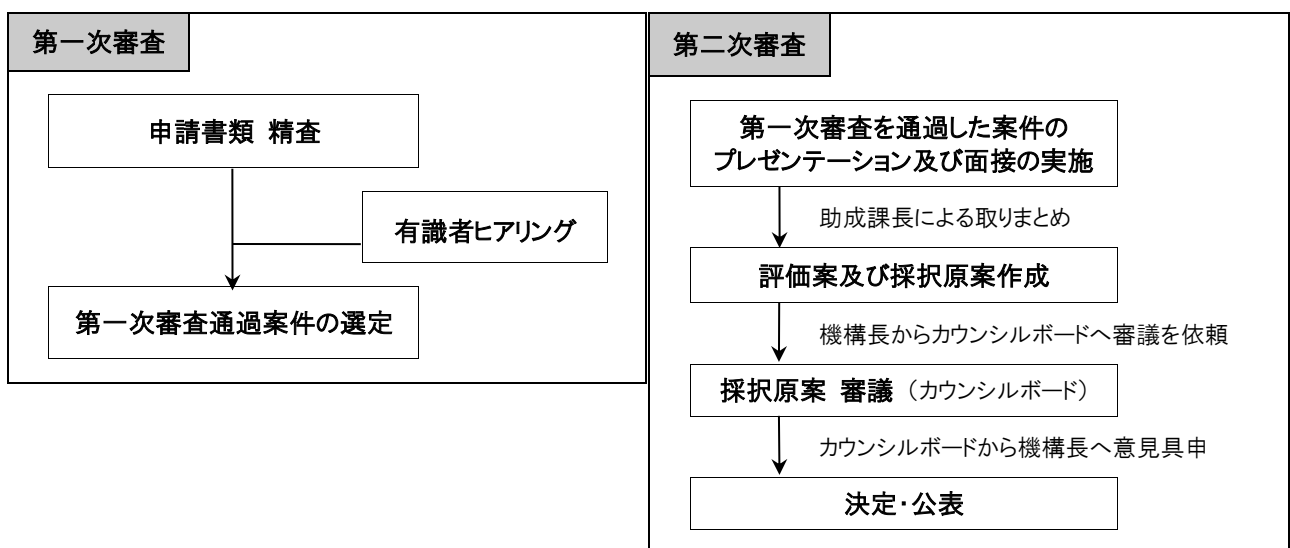 第一次審査
申請書類 精査
有識者ヒアリング
第一次審査通過案件の選定
第二次審査
第一次審査を通過した案件の
プレゼンテーション及び面接の実施
助成課長による取りまとめ
評価案及び採択原案作成
機構長からカウンシルボードへ審議を依頼
採択原案 審議（カウンシルボード）
カウンシルボードから機構長へ意見具申
決定・公表